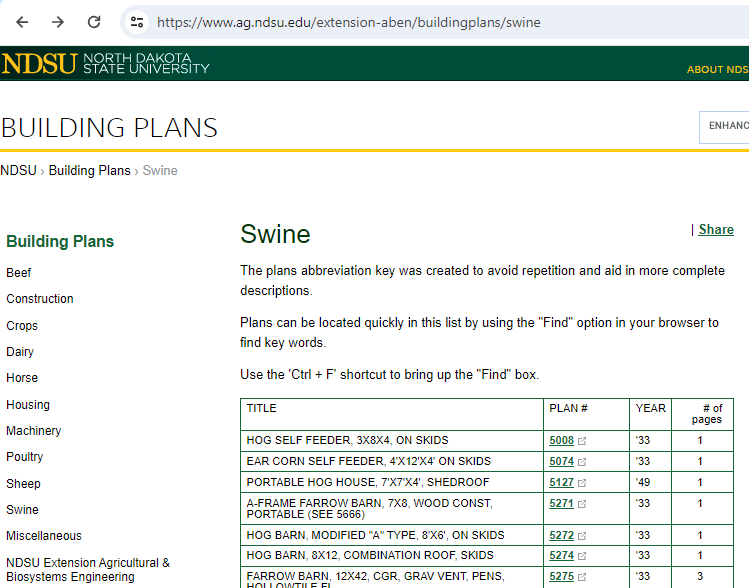 https://www.ag.ndsu.edu/extension-aben/buildingplans/swine
NDSU NORTH DAKOTA
STATE UNIVERSITY
ABOUT NDS
BUILDING PLANS
ENHANC
NDSU › Building Plans › Swine
Building Plans
Beef
Construction
Crops
Dairy
Horse
Housing
Machinery
Poultry
Sheep
Swine
Miscellaneous
NDSU Extension Agricultural &
Biosystems Engineering
Swine
| Share
The plans abbreviation key was created to avoid repetition and aid in more complete
descriptions.
Plans can be located quickly in this list by using the "Find" option in your browser to
find key words.
Use the 'Ctrl + F' shortcut to bring up the "Find" box.
TITLE PLAN # YEAR # of
pages
HOG SELF FEEDER, 3X8X4, ON SKIDS 5008 '33 1
EAR CORN SELF FEEDER, 4'X12'X4' ON SKIDS 5074 '33 1
PORTABLE HOG HOUSE, 7'X7'X4', SHEDROOF 5127 '49 1
A-FRAME FARROW BARN, 7X8, WOOD CONST, 5271 '33 1
PORTABLE (SEE 5666)
HOG BARN, MODIFIED "A" TYPE, 8'X6', ON SKIDS 5272 '33 1
HOG BARN, 8X12, COMBINATION ROOF, SKIDS 5274 '33 1
FARROW BARN, 12X42, CGR, GRAV VENT, PENS, 5275 '33 3